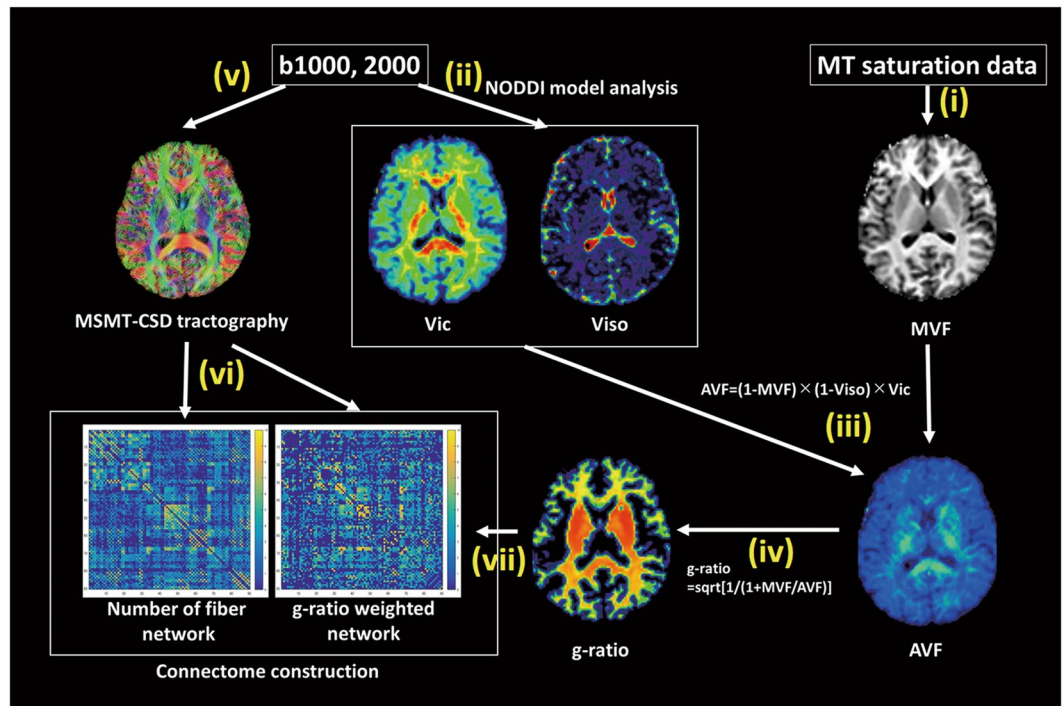 (v)
b1000, 2000
(ii)
NODDI model analysis
MT saturation data
(i)
MSMT-CSD tractography
Vic
Viso
MVF
(vi)
AVF=(1-MVF)×(1-Viso)×Vic
(iii)
(vii)
(iv)
g-ratio
=sqrt[1/(1+MVF/AVF)]
Number of fiber
network
g-ratio weighted
network
g-ratio
AVF
Connectome construction